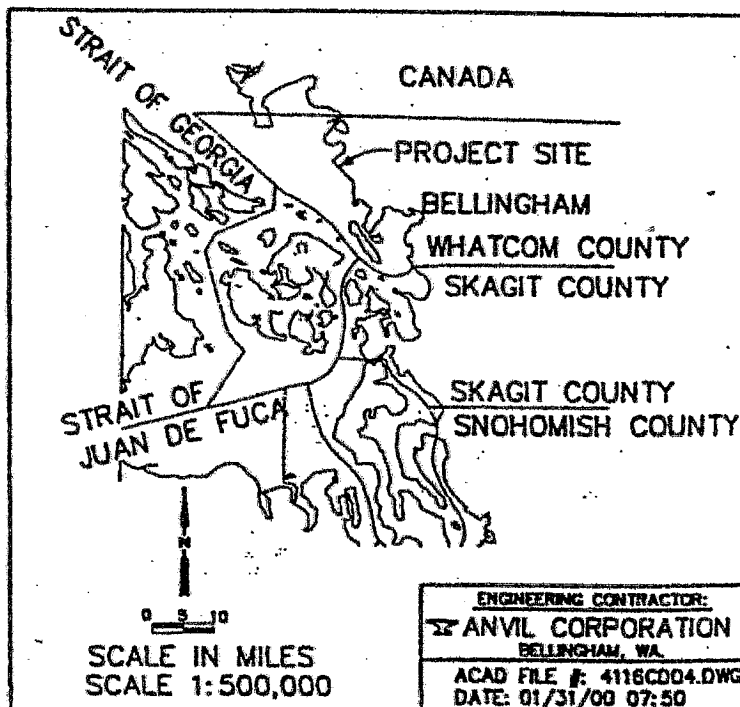 STRAIT OF GEORGIA
CANADA
PROJECT SITE
BELLINGHAM
WHATCOM COUNTY
SKAGIT COUNTY
SKAGIT COUNTY
SNOHOMISH COUNTY
STRAIT OF
JUAN DE FUCA
N
S
0 10
SCALE IN MILES
SCALE 1:500,000
ENGINEERING CONTRACTOR:
ANVIL CORPORATION
BELLINGHAM, WA.
ACAD FILE #: 4116CD04.DWG
DATE: 01/31/00 07:50